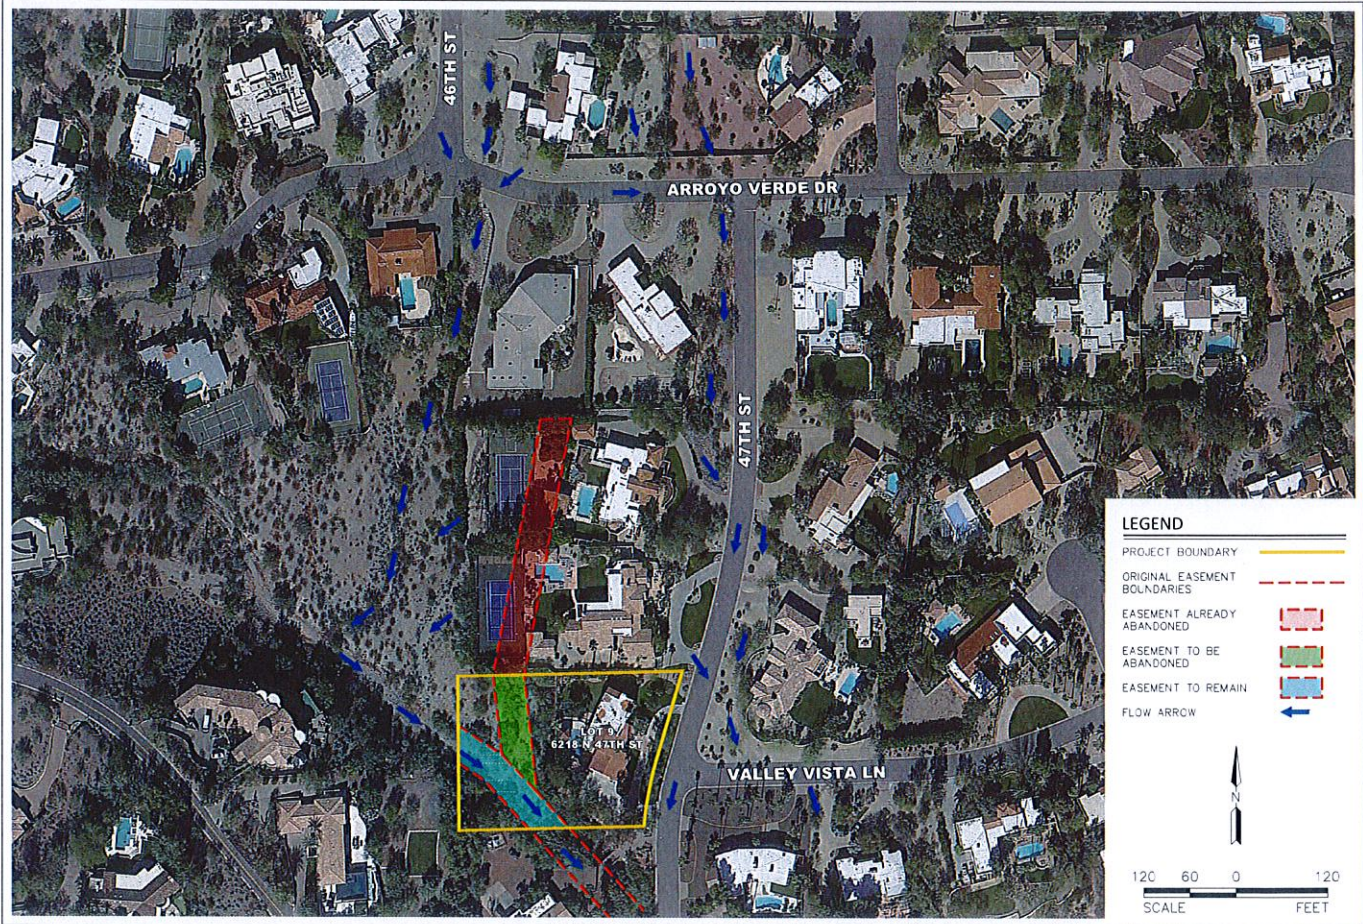 46TH ST
ARROYO VERDE DR
47TH ST
LOT 9
6218 N 47TH ST
VALLEY VISTA LN
LEGEND
PROJECT BOUNDARY
ORIGINAL EASEMENT
BOUNDARIES
EASEMENT ALREADY
ABANDONED
EASEMENT TO BE
ABANDONED
EASEMENT TO REMAIN
FLOW ARROW
N
120 60 0 120
SCALE FEET